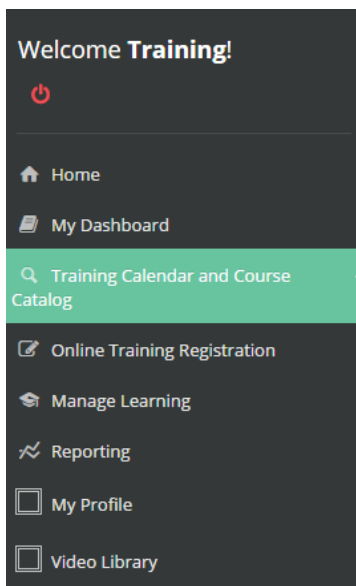 Welcome Training!
Home
My Dashboard
Training Calendar and Course
Catalog
Online Training Registration
Manage Learning
Reporting
My Profile
Video Library